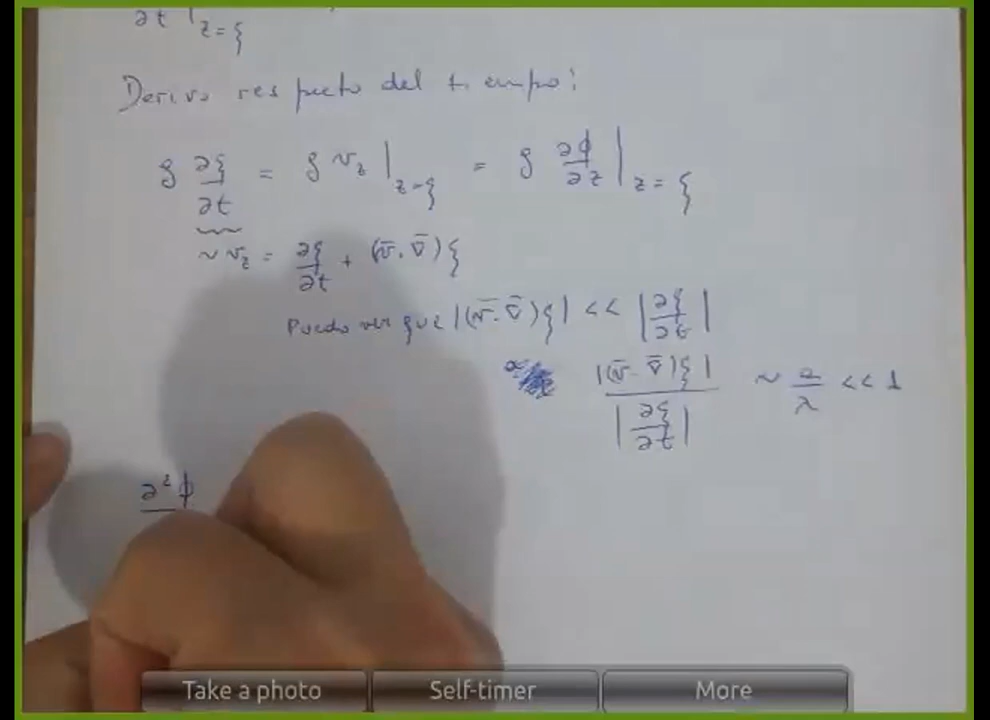 ∂t |z=ξ
Derivo respecto del tiempo:
g ∂ξ/∂t = g v_z |z=ξ = g ∂ϕ/∂z |z=ξ
~ v_z = ∂ξ/∂t + (v̄·∇̄)ξ
Puedo ver que |(v̄·∇̄)ξ| << |∂ξ/∂t|
|(v̄·∇̄)ξ| / |∂ξ/∂t| ~ a/λ << 1
∂²ϕ
Take a photo Self-timer More